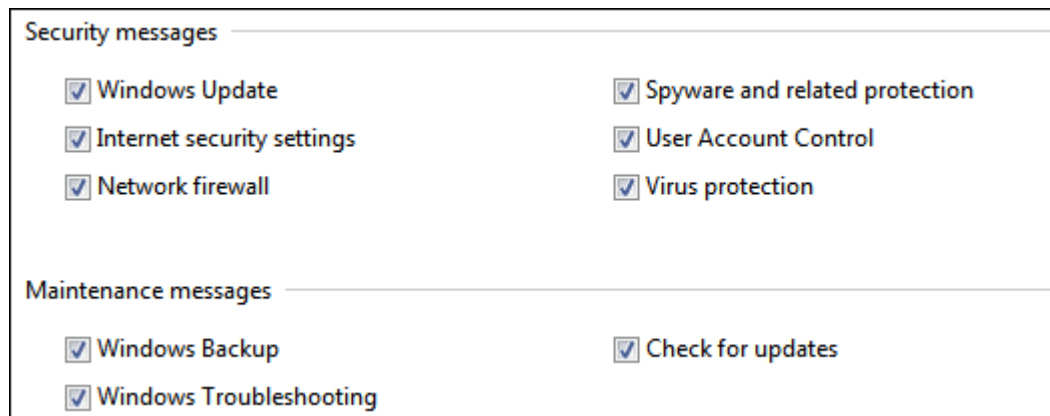 Security messages
Windows Update
Spyware and related protection
Internet security settings
User Account Control
Network firewall
Virus protection
Maintenance messages
Windows Backup
Check for updates
Windows Troubleshooting